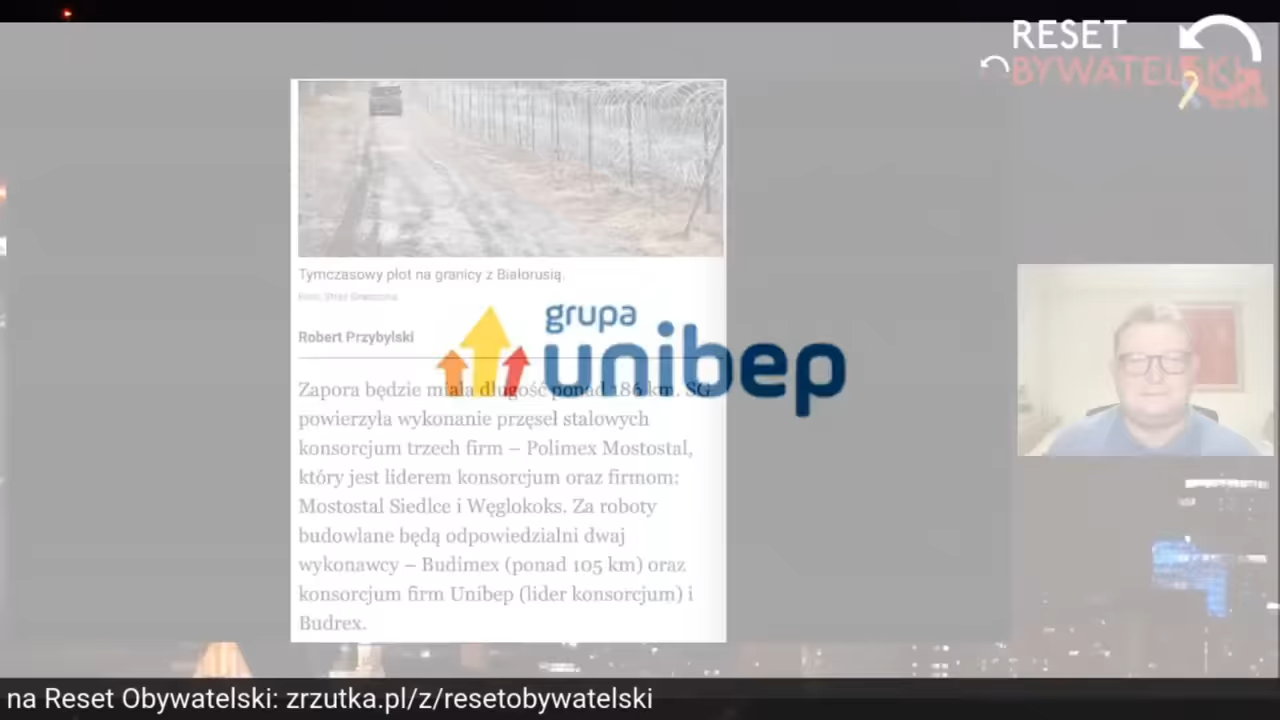 RESET
OBYWATELSKI
Tymczasowy płot na granicy z Białorusią.
Foto: Straż Graniczna
Robert Przybylski
grupa
unibep
Zapora będzie miała długość ponad 186 km. SG
powierzyła wykonanie przęseł stalowych
konsorcjum trzech firm – Polimex Mostostal,
który jest liderem konsorcjum oraz firmom:
Mostostal Siedlce i Węglokoks. Za roboty
budowlane będą odpowiedzialni dwaj
wykonawcy – Budimex (ponad 105 km) oraz
konsorcjum firm Unibep (lider konsorcjum) i
Budrex.
na Reset Obywatelski: zrzutka.pl/z/resetobywatelski